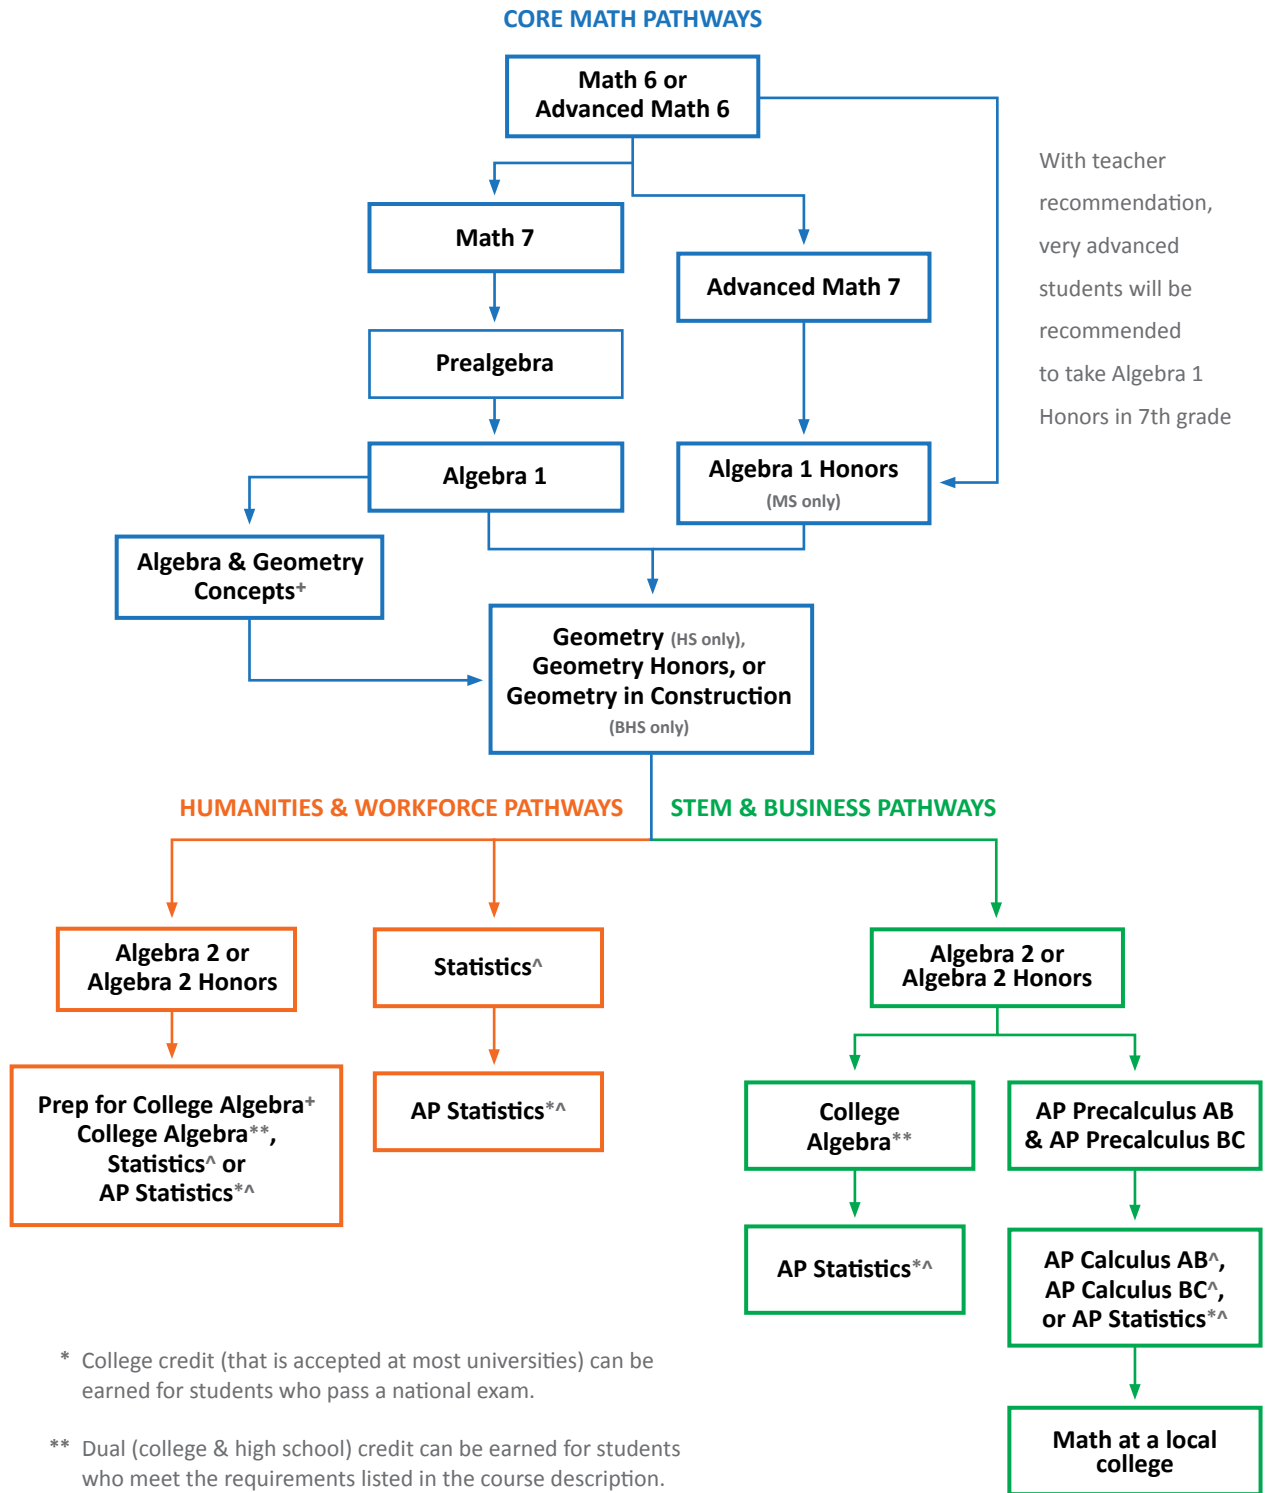 CORE MATH PATHWAYS
Math 6 or
Advanced Math 6
With teacher
recommendation,
very advanced
students will be
recommended
to take Algebra 1
Honors in 7th grade
Math 7
Advanced Math 7
Prealgebra
Algebra 1
Algebra 1 Honors
(MS only)
Algebra & Geometry
Concepts+
Geometry (HS only),
Geometry Honors, or
Geometry in Construction
(BHS only)
HUMANITIES & WORKFORCE PATHWAYS
STEM & BUSINESS PATHWAYS
Algebra 2 or
Algebra 2 Honors
Statistics^
Algebra 2 or
Algebra 2 Honors
Prep for College Algebra+
College Algebra**,
Statistics^ or
AP Statistics*^
AP Statistics*^
College
Algebra**
AP Precalculus AB
& AP Precalculus BC
AP Statistics*^
AP Calculus AB^,
AP Calculus BC^,
or AP Statistics*^
Math at a local
college
* College credit (that is accepted at most universities) can be
earned for students who pass a national exam.
** Dual (college & high school) credit can be earned for students
who meet the requirements listed in the course description.